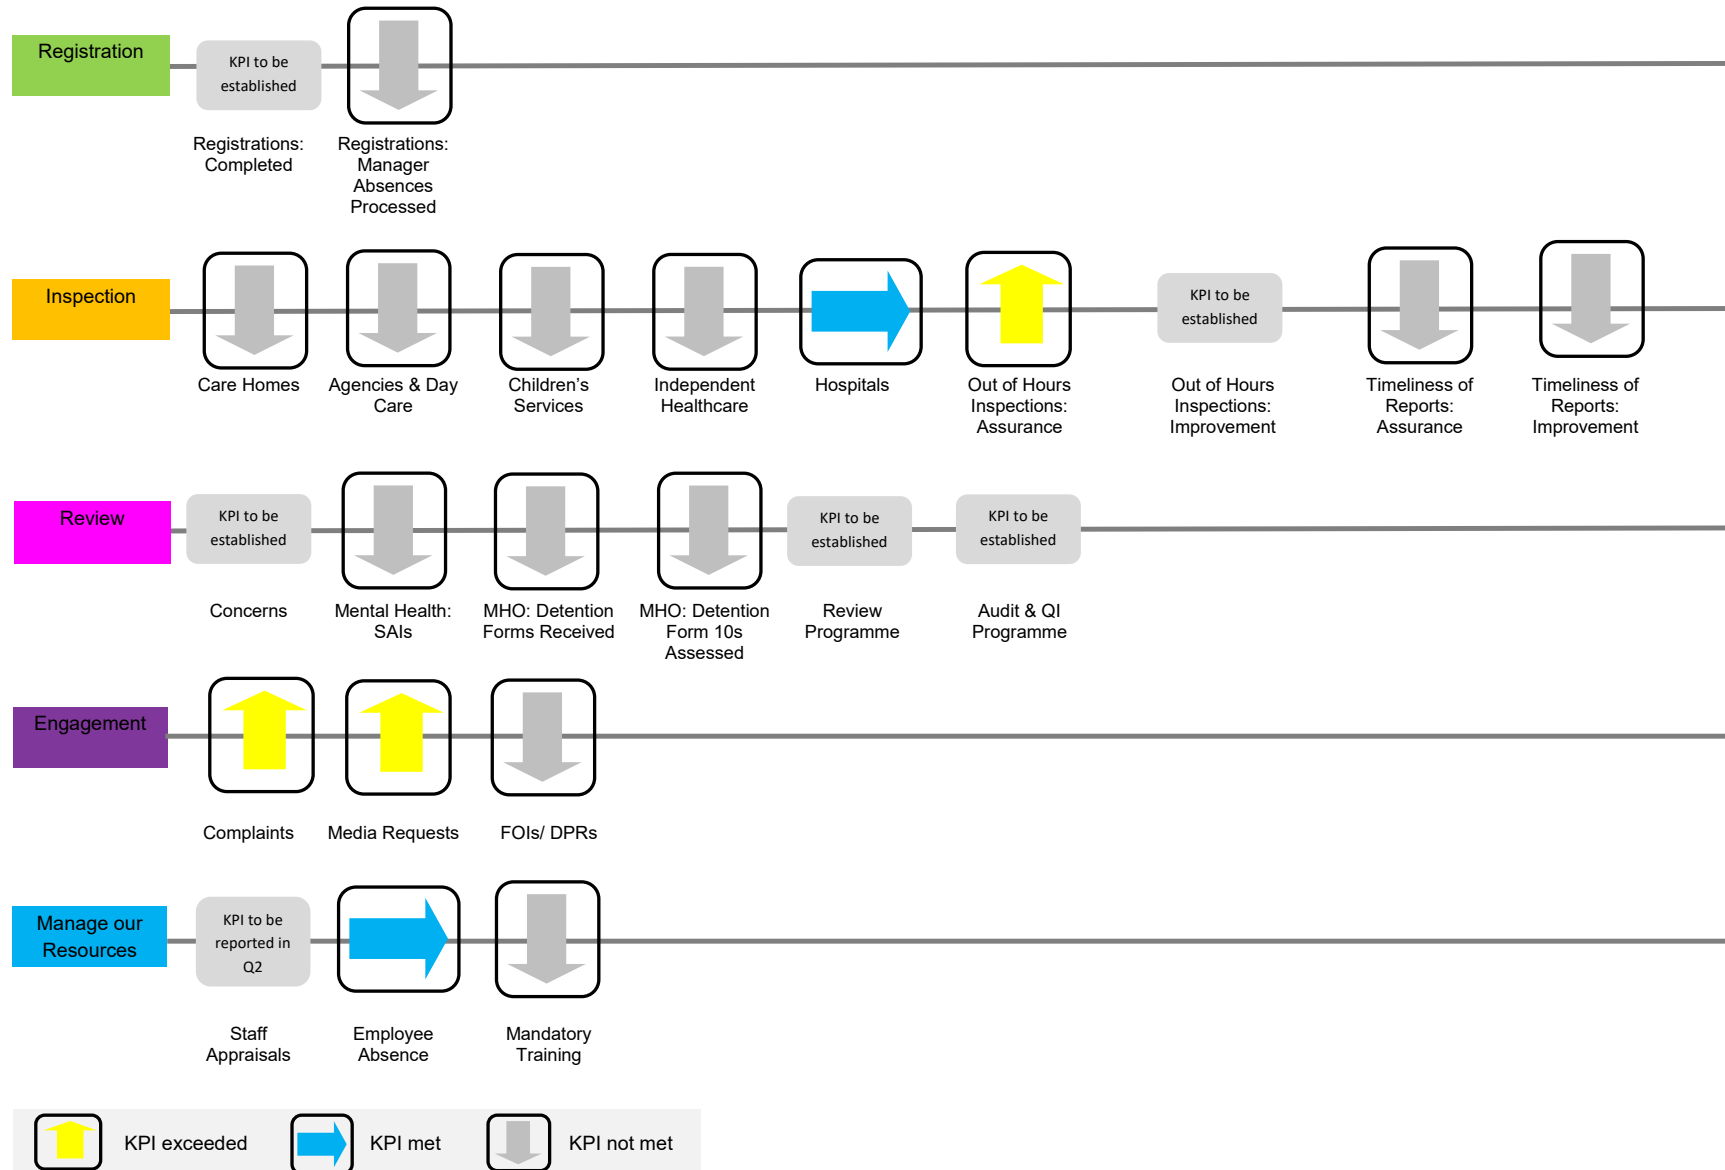 Registration
KPI to be
established
Registrations:
Completed
Registrations:
Manager
Absences
Processed
Inspection
KPI to be
established
Care Homes
Agencies & Day
Care
Children’s
Services
Independent
Healthcare
Hospitals
Out of Hours
Inspections:
Assurance
Out of Hours
Inspections:
Improvement
Timeliness of
Reports:
Assurance
Timeliness of
Reports:
Improvement
Review
KPI to be
established
KPI to be
established
KPI to be
established
Concerns
Mental Health:
SAIs
MHO: Detention
Forms Received
MHO: Detention
Form 10s
Assessed
Review
Programme
Audit & QI
Programme
Engagement
Complaints
Media Requests
FOIs/ DPRs
Manage our
Resources
KPI to be
reported in
Q2
Staff
Appraisals
Employee
Absence
Mandatory
Training
KPI exceeded
KPI met
KPI not met